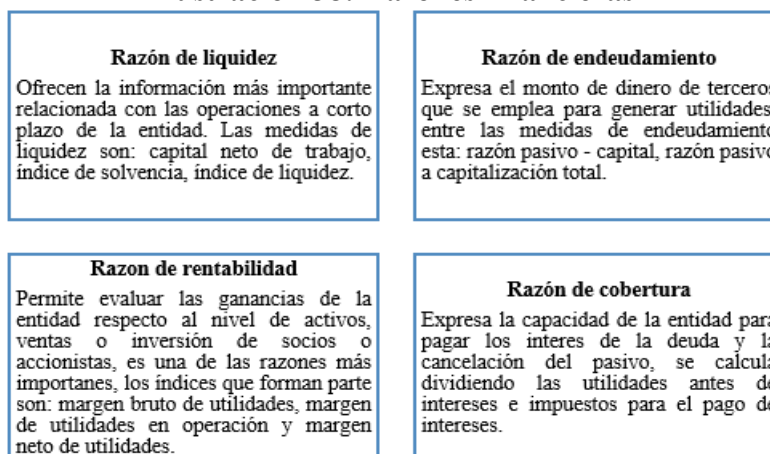 Razón de liquidez
Ofrecen la información más importante
relacionada con las operaciones a corto
plazo de la entidad. Las medidas de
liquidez son: capital neto de trabajo,
índice de solvencia, índice de liquidez.
Razón de endeudamiento
Expresa el monto de dinero de terceros
que se emplea para generar utilidades
entre las medidas de endeudamiento
esta: razón pasivo - capital, razón pasivo
a capitalización total.
Razon de rentabilidad
Permite evaluar las ganancias de la
entidad respecto al nivel de activos,
ventas o inversión de socios o
accionistas, es una de las razones más
importanes, los índices que forman parte
son: margen bruto de utilidades, margen
de utilidades en operación y margen
neto de utilidades.
Razón de cobertura
Expresa la capacidad de la entidad para
pagar los interes de la deuda y la
cancelación del pasivo, se calcula
dividiendo las utilidades antes de
intereses e impuestos para el pago de
intereses.